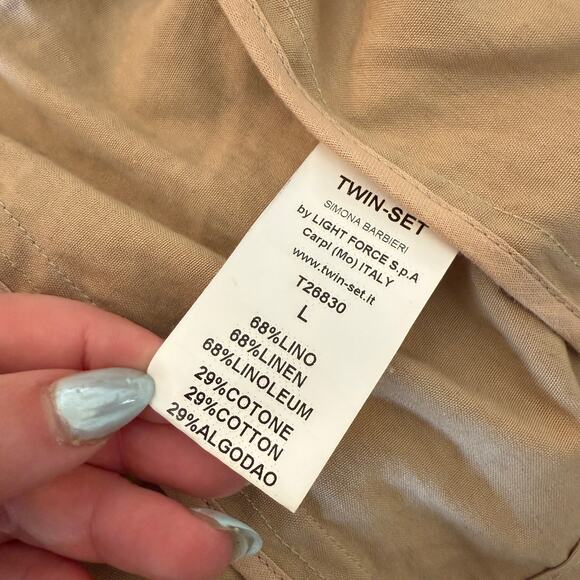 TWIN-SET
SIMONA BARBIERI
by LIGHT FORCE S.p.A
Carpi (Mo) ITALY
www.twin-set.it
T26830
L
68%LINO
68%LINEN
68%LINOLEUM
29%COTONE
29%COTTON
29%ALGODAO